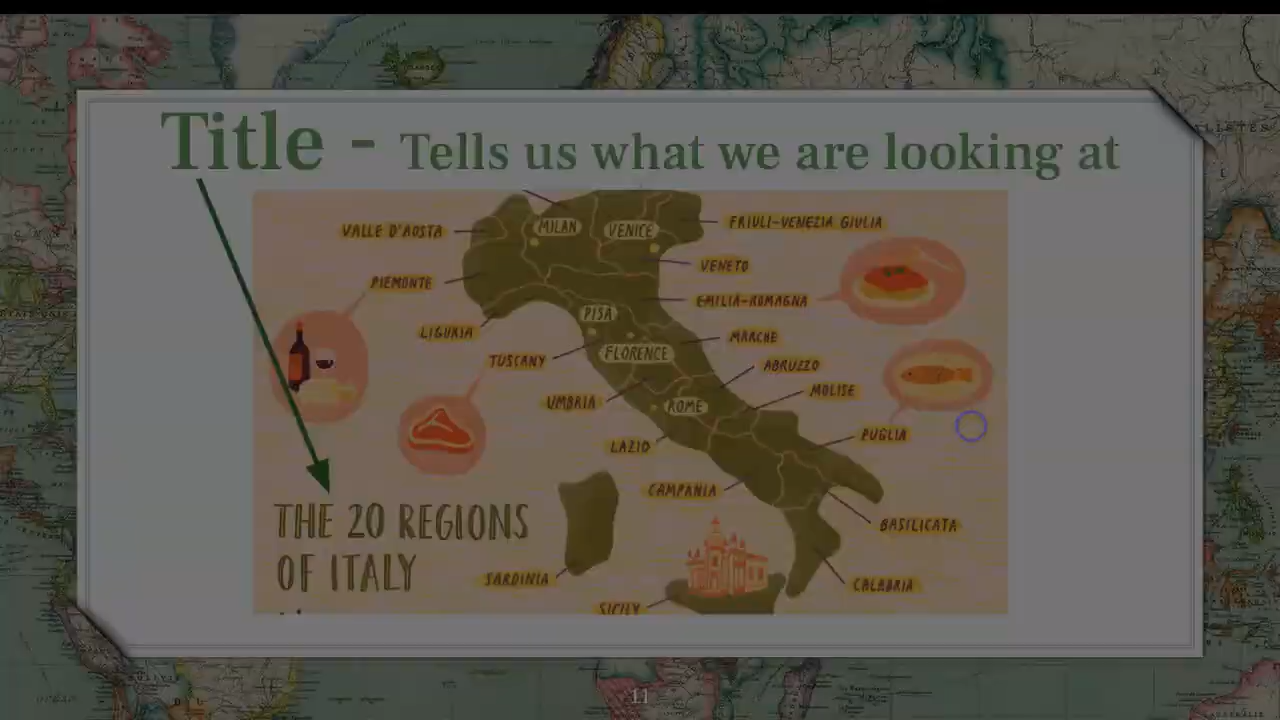 Title - Tells us what we are looking at
VALLE D'AOSTA
MILAN
VENICE
FRIULI-VENEZIA GIULIA
VENETO
PIEMONTE
EMILIA-ROMAGNA
PISA
LIGURIA
MARCHE
FLORENCE
TUSCANY
ABRUZZO
MOLISE
UMBRIA
ROME
PUGLIA
LAZIO
CAMPANIA
THE 20 REGIONS
OF ITALY
BASILICATA
SARDINIA
CALABRIA
SICILY
11